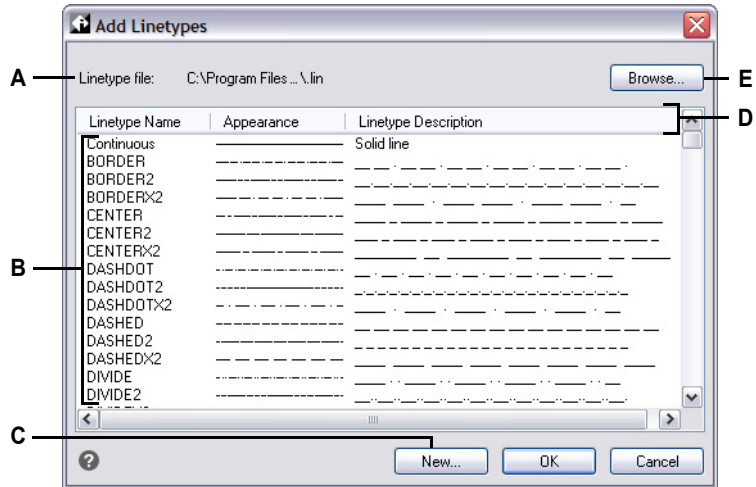 Add Linetypes
A
Linetype file: C:\Program Files ... \.lin
Browse...
E
D
Linetype Name Appearance Linetype Description
Continuous Solid line
BORDER
BORDER2
BORDERX2
CENTER
CENTER2
CENTERX2
B
DASHDOT
DASHDOT2
DASHDOTX2
DASHED
DASHED2
DASHEDX2
DIVIDE
DIVIDE2
C
?
New...
OK
Cancel